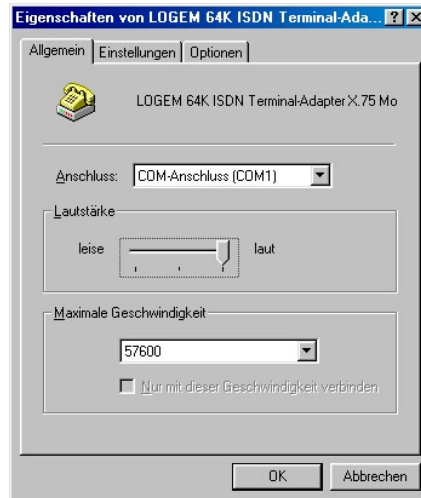 Eigenschaften von LOGEM 64K ISDN Terminal-Ada...
Allgemein Einstellungen Optionen
LOGEM 64K ISDN Terminal-Adapter X.75 Mo
Anschluss: COM-Anschluss (COM1)
Lautstärke
leise laut
Maximale Geschwindigkeit
57600
Nur mit dieser Geschwindigkeit verbinden
OK Abbrechen